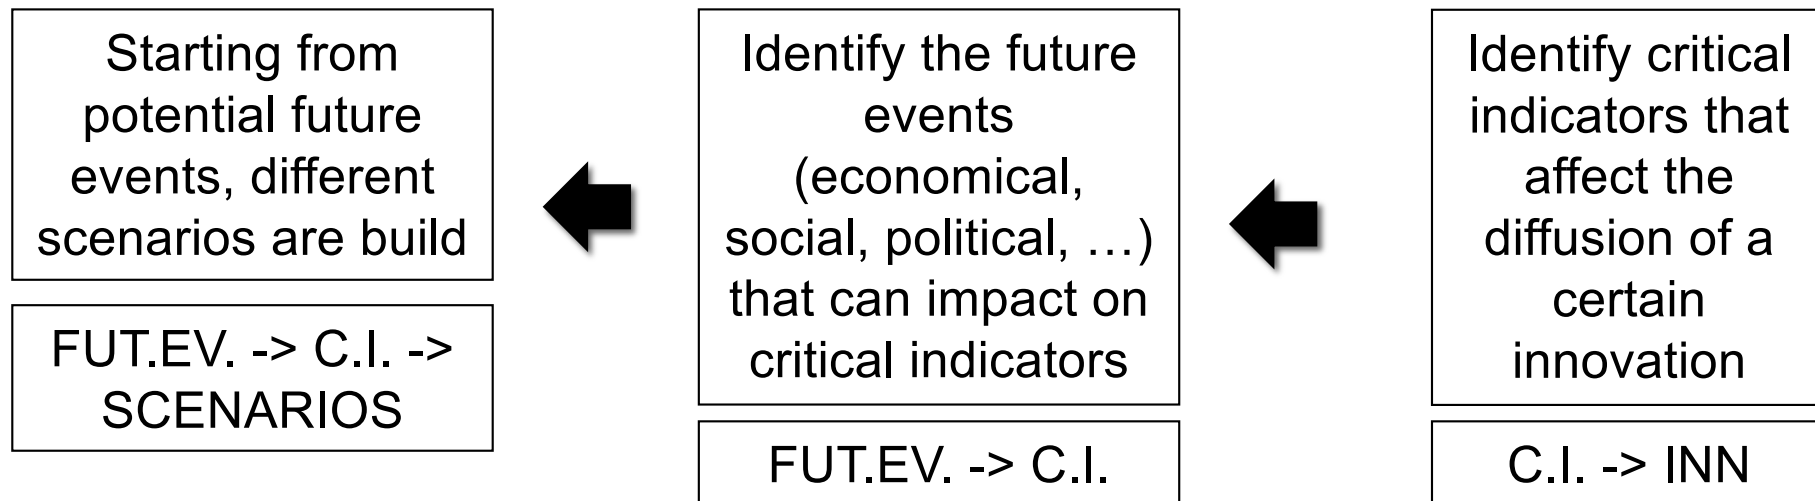 Starting from
potential future
events, different
scenarios are build
FUT.EV. -> C.I. ->
SCENARIOS
Identify the future
events
(economical,
social, political, …)
that can impact on
critical indicators
FUT.EV. -> C.I.
Identify critical
indicators that
affect the
diffusion of a
certain
innovation
C.I. -> INN